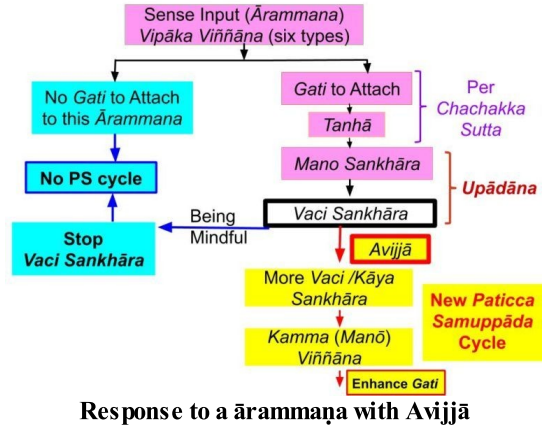 Sense Input (Ārammana)
Vipāka Viññāna (six types)
No Gati to Attach
to this Ārammana
Gati to Attach
Per
Chachakka
Sutta
Tanhā
No PS cycle
Mano Sankhāra
Upādāna
Vaci Sankhāra
Being
Mindful
Stop
Vaci Sankhāra
Avijjā
More Vaci /Kāya
Sankhāra
New Paticca
Samuppāda
Cycle
Kamma (Manō)
Viññāna
Enhance Gati
Response to a ārammaṇa with Avijjā